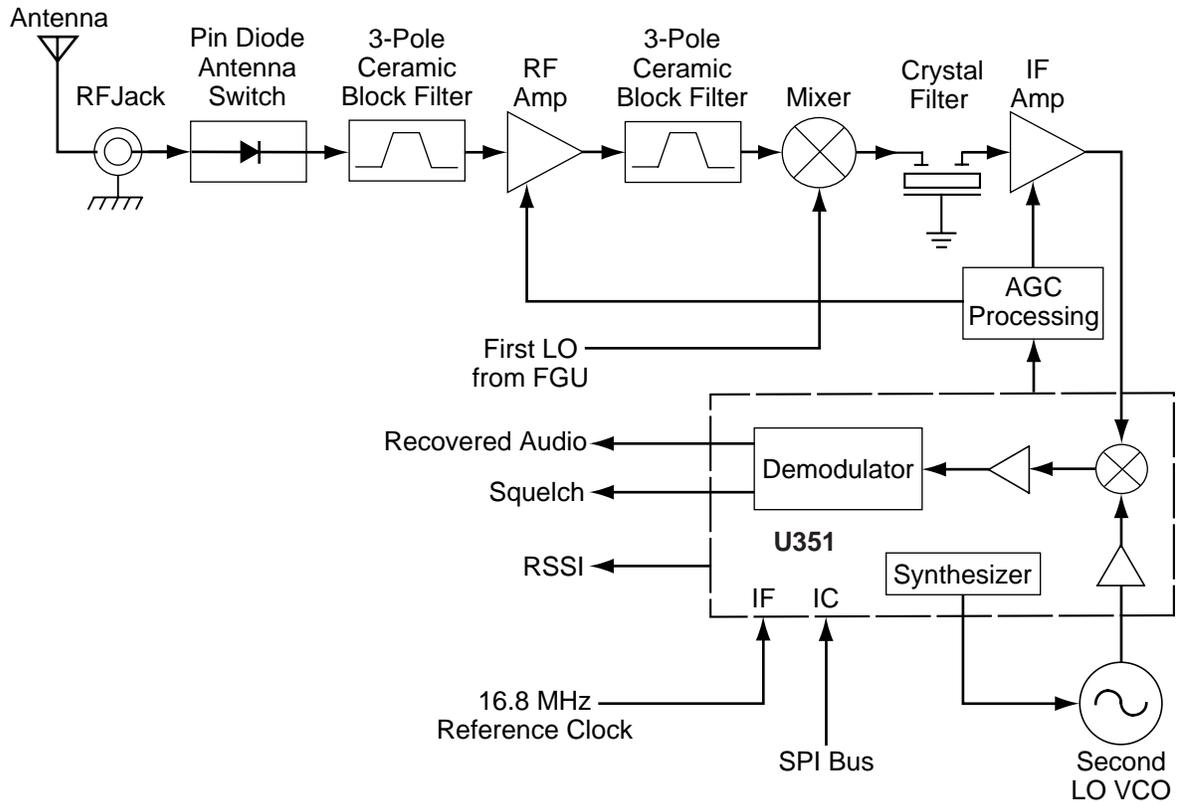 Antenna
RFJack
Pin Diode
Antenna
Switch
3-Pole
Ceramic
Block Filter
RF
Amp
3-Pole
Ceramic
Block Filter
Mixer
Crystal
Filter
IF
Amp
AGC
Processing
First LO
from FGU
Recovered Audio
Squelch
Demodulator
U351
RSSI
Synthesizer
IF
IC
16.8 MHz
Reference Clock
SPI Bus
Second
LO VCO